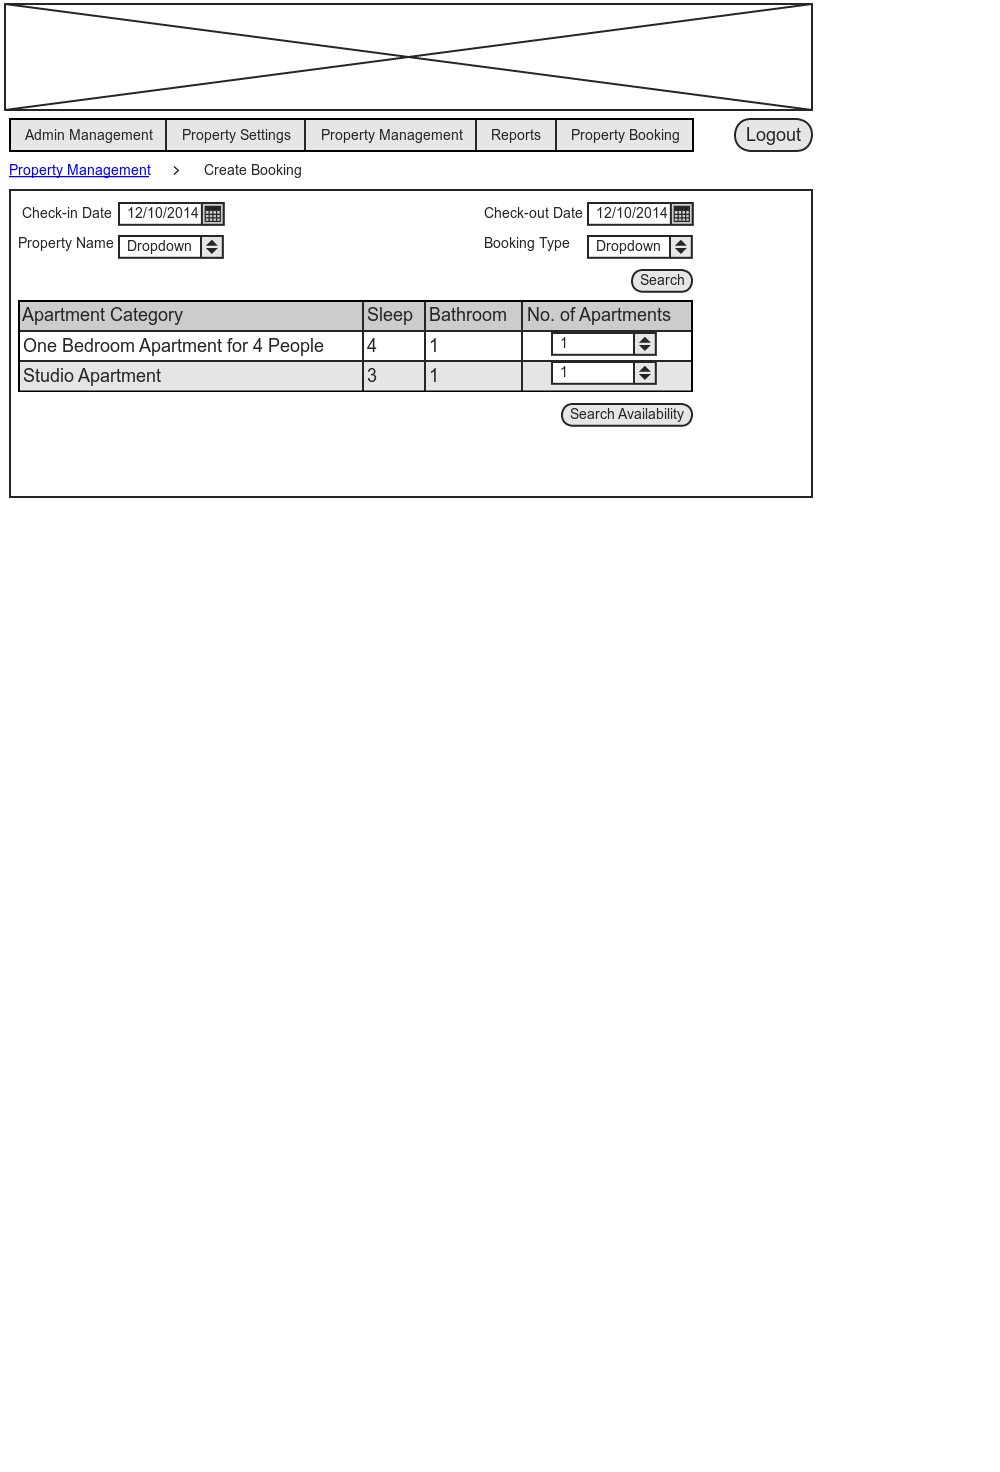 Admin Management Property Settings Property Management Reports Property Booking Logout
Property Management > Create Booking
Check-in Date 12/10/2014 Check-out Date 12/10/2014
Property Name Dropdown Booking Type Dropdown
Search
Apartment Category Sleep Bathroom No. of Apartments
One Bedroom Apartment for 4 People 4 1 1
Studio Apartment 3 1 1
Search Availability